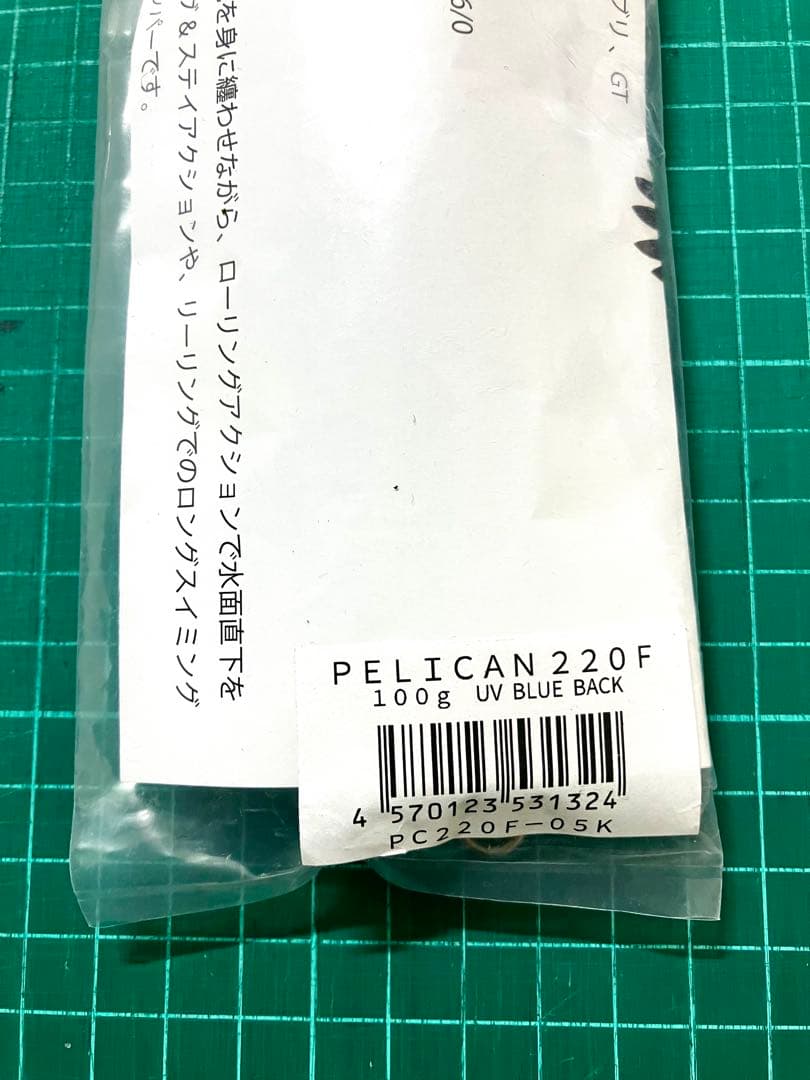 ブリ、GT
6/0
を身に纏わせながら、ローリングアクションで水面直下を
グ＆ステイアクションや、リーリングでのロングスイミング
パーです。
PELICAN 220F
100g UV BLUE BACK
4 570123 531324
PC220F-05K